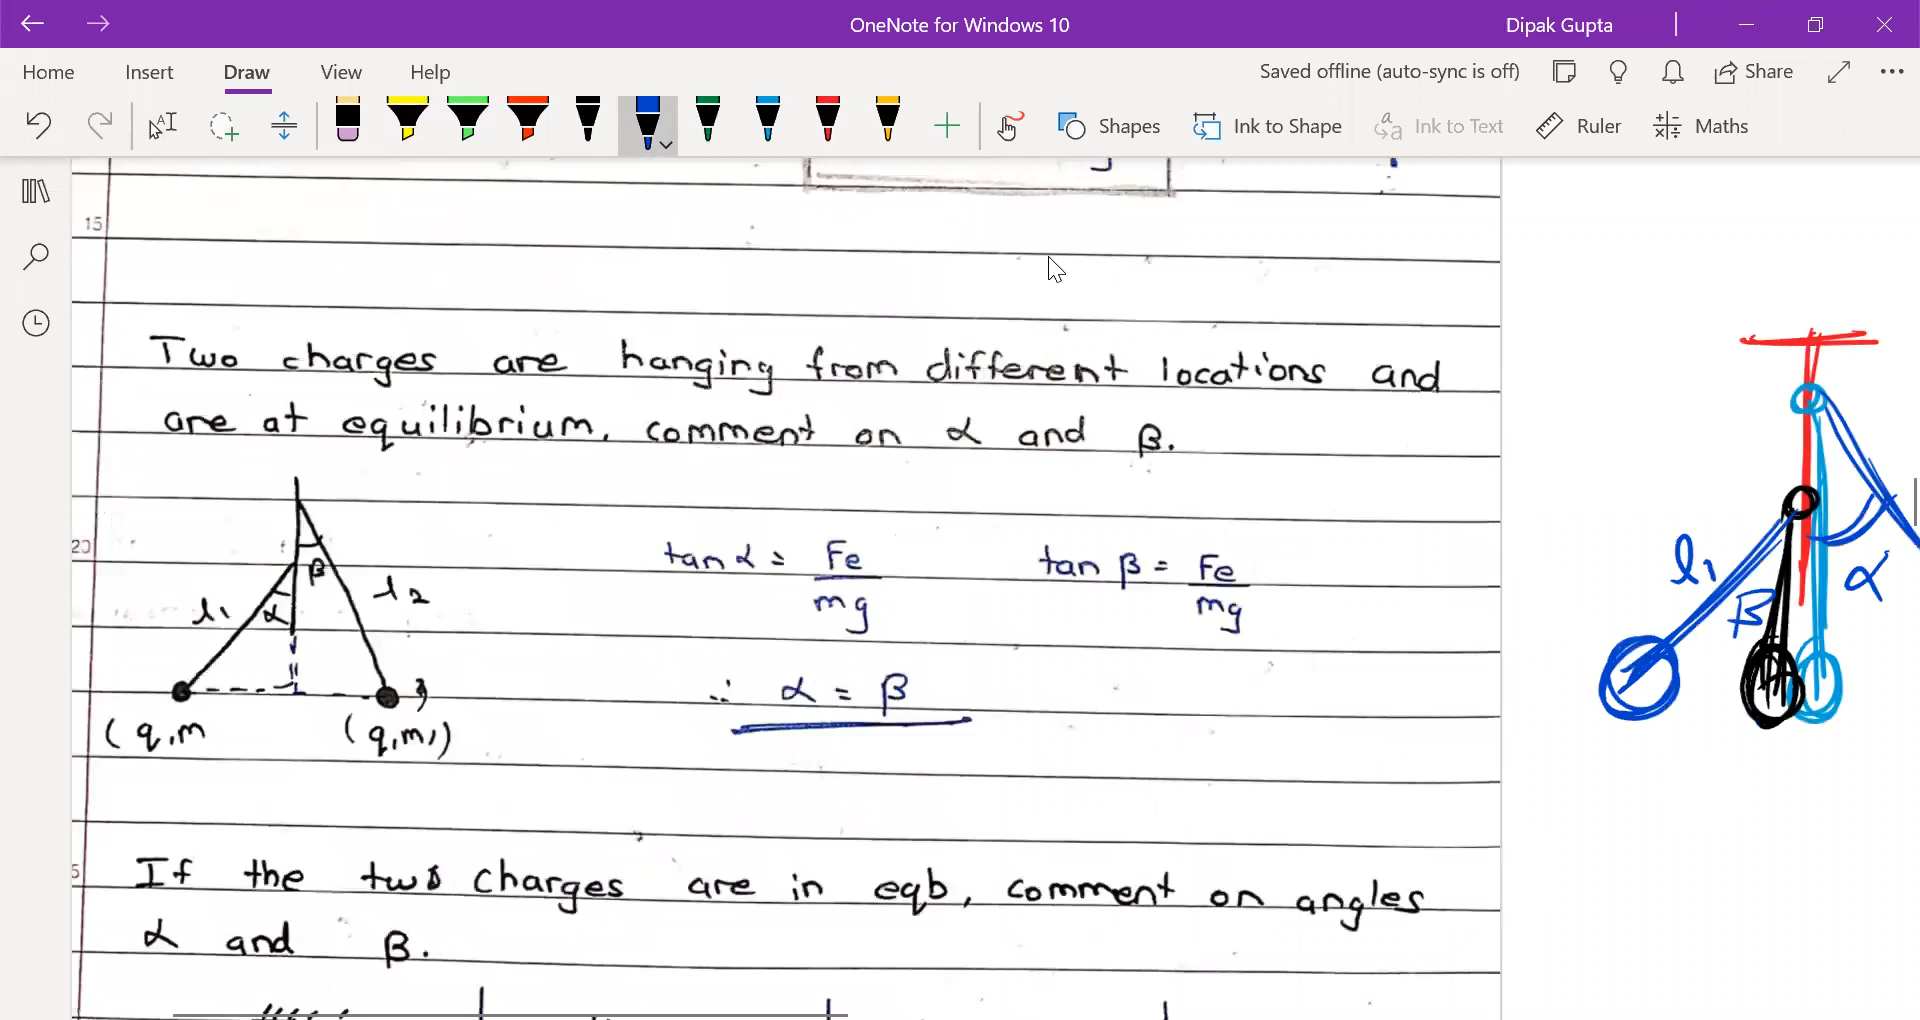 OneNote for Windows 10
Dipak Gupta
Home Insert Draw View Help
Saved offline (auto-sync is off)
Share
Shapes
Ink to Shape
Ink to Text
Ruler
Maths
15
Two charges are hanging from different locations and
are at equilibrium, comment on α and β.
20
l1 α β l2
(q,m
(q,m,)
tan α = Fe/mg
tan β = Fe/mg
∴ α = β
l1 β α
5
If the two charges are in eqb, comment on angles
α and β.